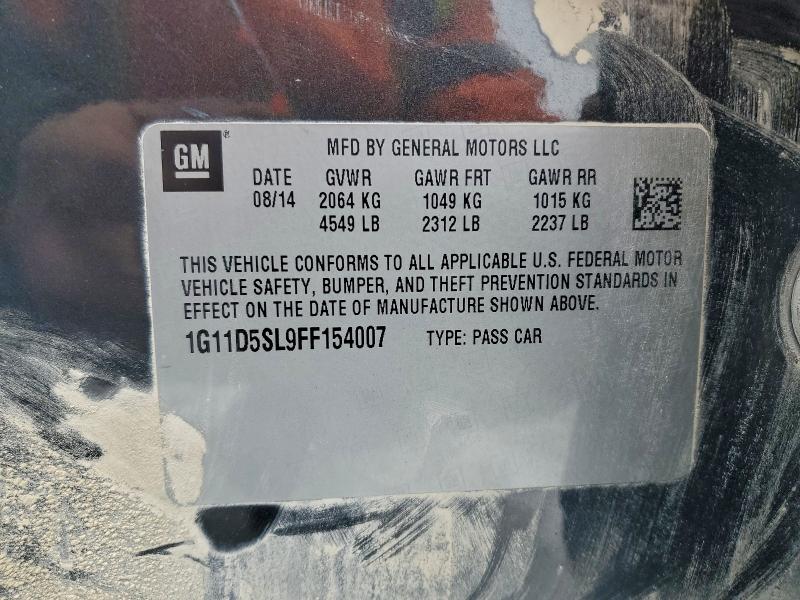 GM®
MFD BY GENERAL MOTORS LLC
DATE GVWR GAWR FRT GAWR RR
08/14 2064 KG 1049 KG 1015 KG
4549 LB 2312 LB 2237 LB
THIS VEHICLE CONFORMS TO ALL APPLICABLE U.S. FEDERAL MOTOR
VEHICLE SAFETY, BUMPER, AND THEFT PREVENTION STANDARDS IN
EFFECT ON THE DATE OF MANUFACTURE SHOWN ABOVE.
1G11D5SL9FF154007 TYPE: PASS CAR